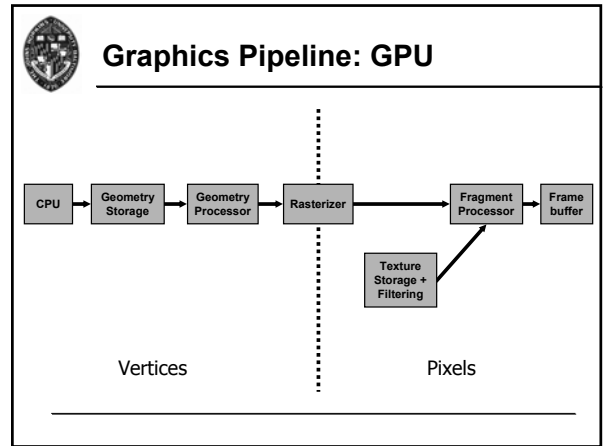 Graphics Pipeline: GPU
CPU
Geometry
Storage
Geometry
Processor
Rasterizer
Fragment
Processor
Frame
buffer
Texture
Storage +
Filtering
Vertices
Pixels